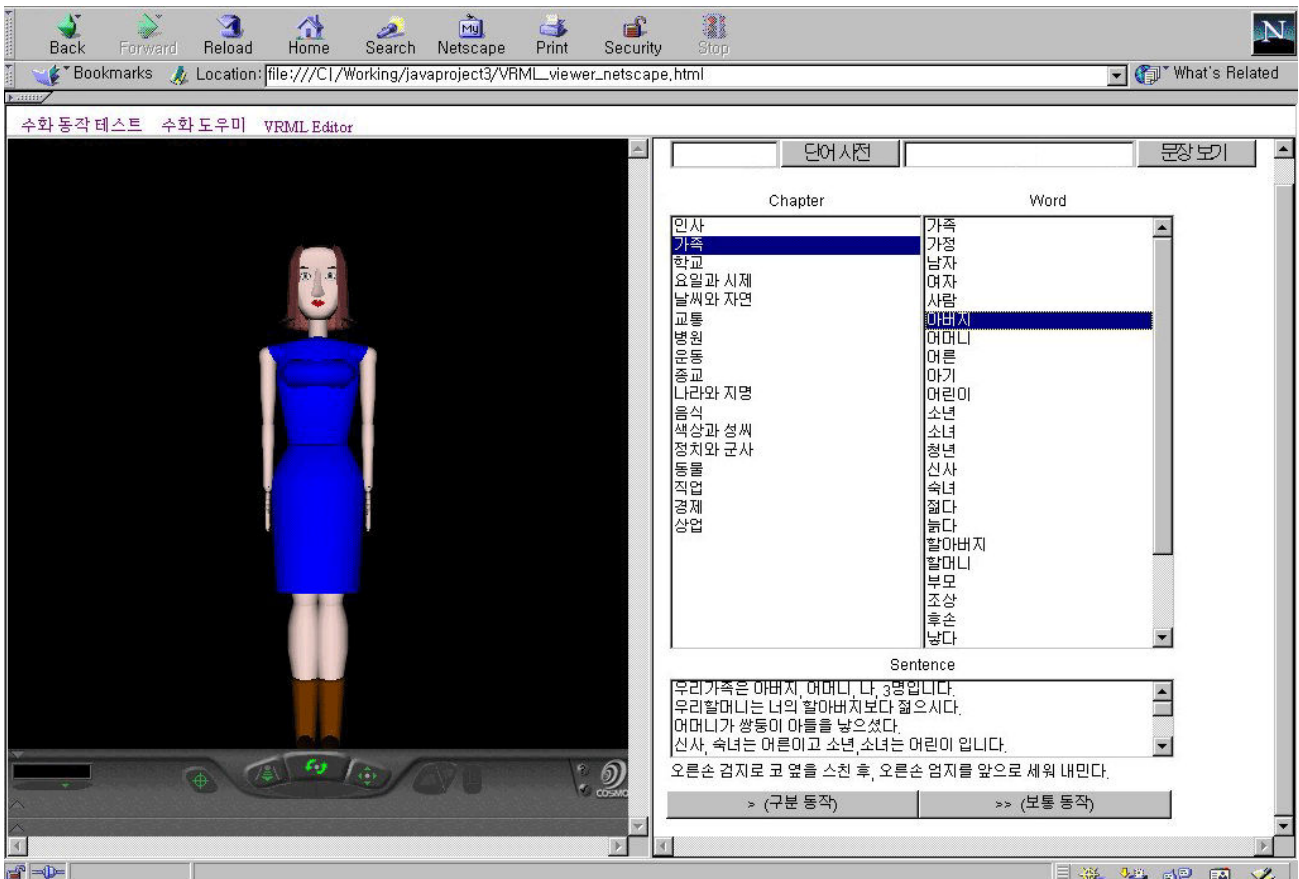 Back Forward Reload Home Search Netscape Print Security Stop
My
N
Bookmarks Location: file:///C|/Working/javaproject3/VRML_viewer_netscape.html What's Related
수화 동작 테스트 수화 도우미 VRML Editor
단어 사전 문장 보기
Chapter Word
인사 가족
가족 가정
학교 남자
요일과 시제 여자
날씨와 자연 사람
교통 아버지
병원 어머니
운동 어른
종교 아기
나라와 지명 어린이
음식 소년
색상과 성씨 소녀
정치와 군사 청년
동물 신사
직업 숙녀
경제 젊다
상업 늙다
할아버지
할머니
부모
조상
후손
낳다
Sentence
우리가족은 아버지, 어머니, 나, 3명입니다.
우리할머니는 너의 할아버지보다 젊으시다.
어머니가 쌍둥이 아들을 낳으셨다.
신사, 숙녀는 어른이고 소년,소녀는 어린이 입니다.
오른손 검지로 코 옆을 스친 후, 오른손 엄지를 앞으로 세워 내민다.
> (구분 동작) >> (보통 동작)
COSMO